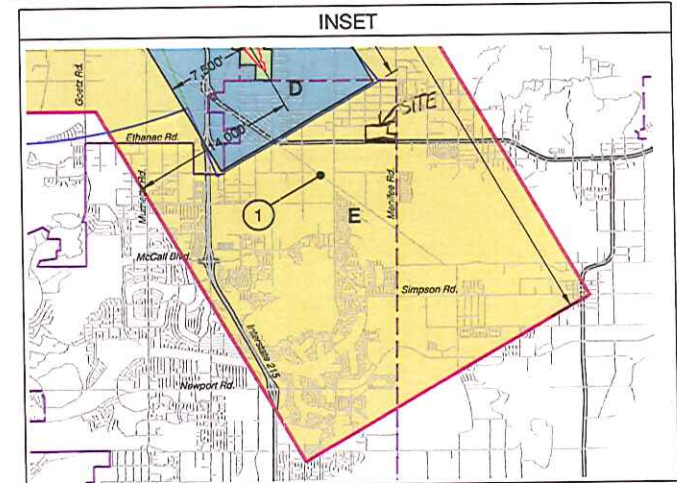 INSET
Goetz Rd.
7,500'
D
SITE
Ethanac Rd.
14,000'
Murrieta Rd.
1
E
Menifee Rd.
McCall Blvd.
Simpson Rd.
Interstate 215
Newport Rd.